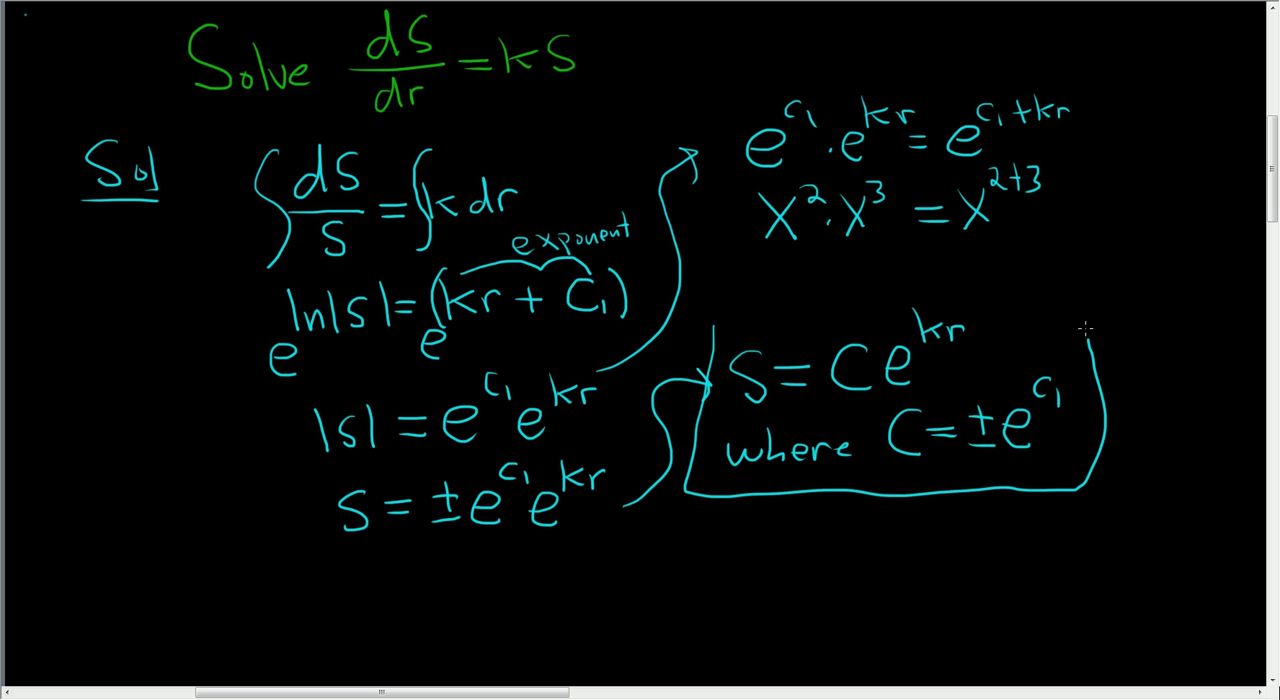 Solve dS/dr = kS
Sol
∫ dS/S = ∫ k dr
exponent
e^ln|S| = e^(kr + C₁)
|S| = e^C₁ e^kr
S = ± e^C₁ e^kr
e^C₁ · e^kr = e^C₁+kr
x² · x³ = x^2+3
S = C e^kr
where C = ± e^C₁